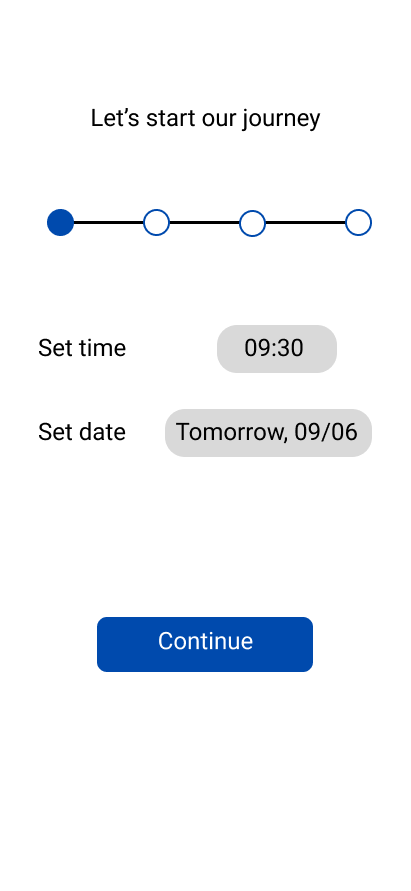 Let’s start our journey
Set time 09:30
Set date Tomorrow, 09/06
Continue